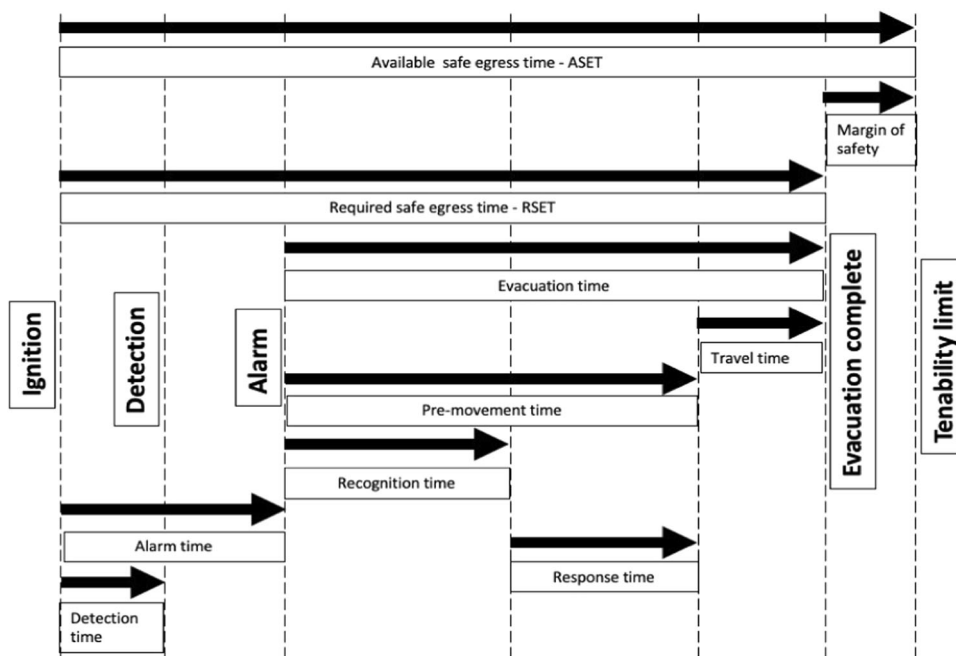 Available safe egress time - ASET
Margin of
safety
Required safe egress time - RSET
Evacuation time
Ignition
Detection
Alarm
Evacuation complete
Tenability limit
Travel time
Pre-movement time
Recognition time
Alarm time
Response time
Detection
time